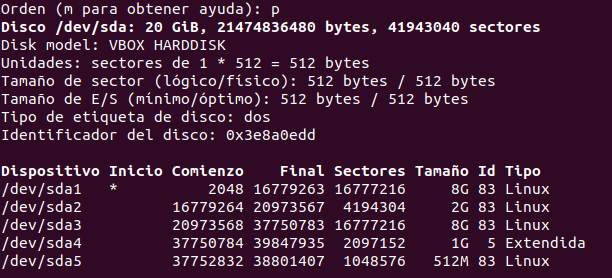 Orden (m para obtener ayuda): p
Disco /dev/sda: 20 GiB, 21474836480 bytes, 41943040 sectores
Disk model: VBOX HARDDISK
Unidades: sectores de 1 * 512 = 512 bytes
Tamaño de sector (lógico/físico): 512 bytes / 512 bytes
Tamaño de E/S (mínimo/óptimo): 512 bytes / 512 bytes
Tipo de etiqueta de disco: dos
Identificador del disco: 0x3e8a0edd

Dispositivo Inicio Comienzo Final Sectores Tamaño Id Tipo
/dev/sda1 * 2048 16779263 16777216 8G 83 Linux
/dev/sda2 16779264 20973567 4194304 2G 83 Linux
/dev/sda3 20973568 37750783 16777216 8G 83 Linux
/dev/sda4 37750784 39847935 2097152 1G 5 Extendida
/dev/sda5 37752832 38801407 1048576 512M 83 Linux